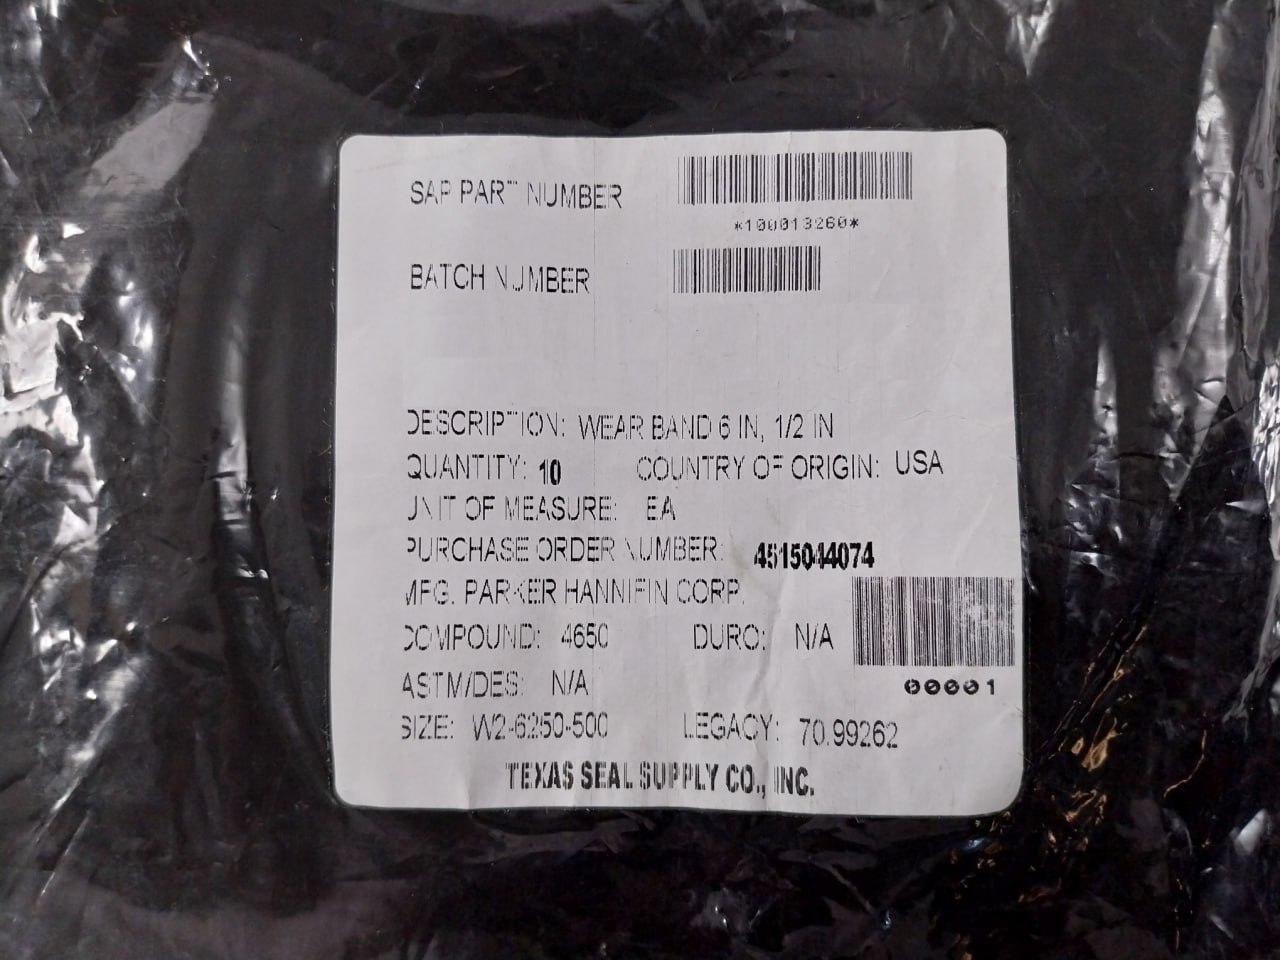 SAP PART NUMBER
*100013260*
BATCH NUMBER
DESCRIPTION: WEAR BAND 6 IN, 1/2 IN
QUANTITY: 10 COUNTRY OF ORIGIN: USA
UNIT OF MEASURE: EA
PURCHASE ORDER NUMBER: 4515044074
MFG. PARKER HANNIFIN CORP.
COMPOUND: 4650 DURO: N/A
ASTM/DES: N/A
00001
SIZE: W2-6250-500 LEGACY: 70.99262
TEXAS SEAL SUPPLY CO., INC.